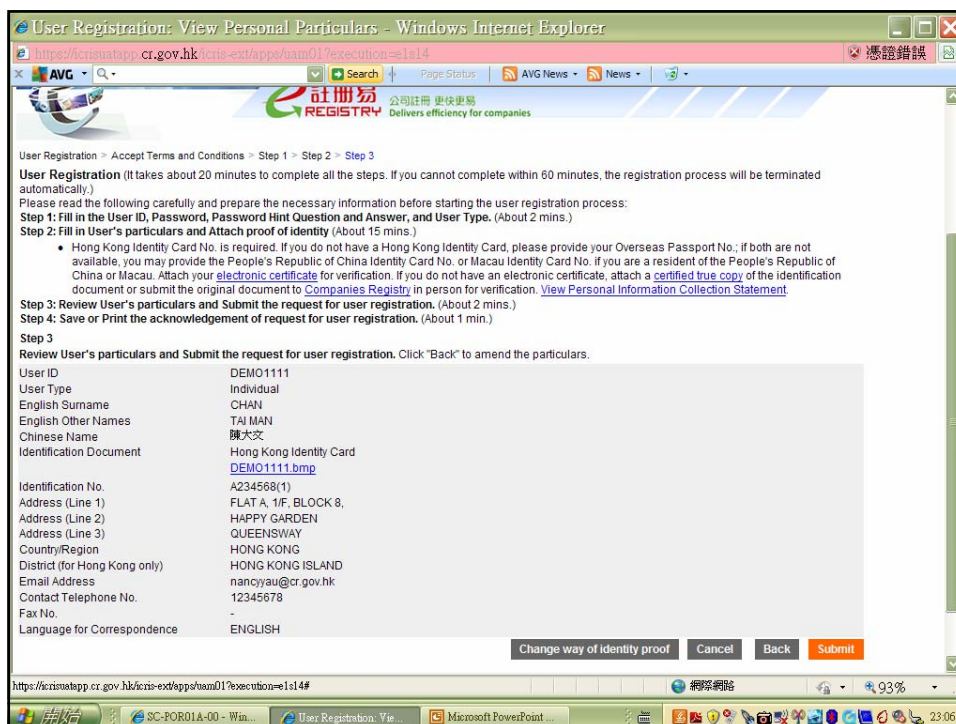 User Registration: View Personal Particulars - Windows Internet Explorer
https://icrisuatapp.cr.gov.hk/icris-ext/apps/uam01?execution=e1s14
憑證錯誤
AVG
Search
Page Status
AVG News
News
註冊易
e REGISTRY
公司註冊 更快更易
Delivers efficiency for companies
User Registration > Accept Terms and Conditions > Step 1 > Step 2 > Step 3
User Registration (It takes about 20 minutes to complete all the steps. If you cannot complete within 60 minutes, the registration process will be terminated
automatically.)
Please read the following carefully and prepare the necessary information before starting the user registration process:
Step 1: Fill in the User ID, Password, Password Hint Question and Answer, and User Type. (About 2 mins.)
Step 2: Fill in User's particulars and Attach proof of identity (About 15 mins.)
• Hong Kong Identity Card No. is required. If you do not have a Hong Kong Identity Card, please provide your Overseas Passport No.; if both are not
available, you may provide the People's Republic of China Identity Card No. or Macau Identity Card No. if you are a resident of the People's Republic of
China or Macau. Attach your electronic certificate for verification. If you do not have an electronic certificate, attach a certified true copy of the identification
document or submit the original document to Companies Registry in person for verification. View Personal Information Collection Statement.
Step 3: Review User's particulars and Submit the request for user registration. (About 2 mins.)
Step 4: Save or Print the acknowledgement of request for user registration. (About 1 min.)
Step 3
Review User's particulars and Submit the request for user registration. Click "Back" to amend the particulars.
User ID DEMO1111
User Type Individual
English Surname CHAN
English Other Names TAI MAN
Chinese Name 陳大文
Identification Document Hong Kong Identity Card
DEMO1111.bmp
Identification No. A234568(1)
Address (Line 1) FLAT A, 1/F, BLOCK 8,
Address (Line 2) HAPPY GARDEN
Address (Line 3) QUEENSWAY
Country/Region HONG KONG
District (for Hong Kong only) HONG KONG ISLAND
Email Address nancyyau@cr.gov.hk
Contact Telephone No. 12345678
Fax No. -
Language for Correspondence ENGLISH
Change way of identity proof Cancel Back Submit
https://icrisuatapp.cr.gov.hk/icris-ext/apps/uam01?execution=e1s14#
網際網路
93%
開始
SC-POR01A-00 - Win...
User Registration: Vie...
Microsoft PowerPoint ...
23:06